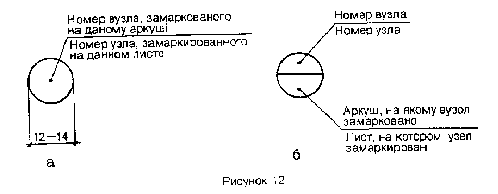 Номер вузла, замаркованого
на даному аркуші
Номер узла, замаркированного
на данном листе
12—14
а
Номер вузла
Номер узла
Аркуш, на якому вузол
замарковано
Лист, на котором узел
замаркирован
б
Рисунок 12